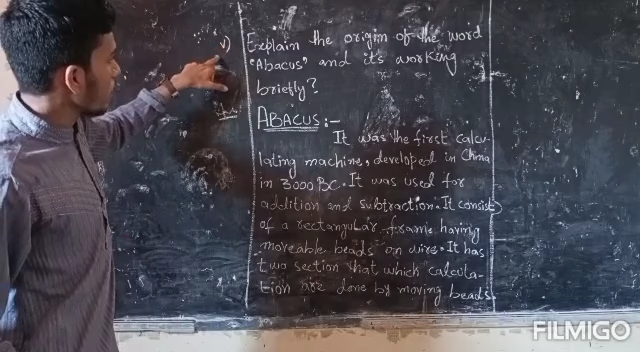 v) Explain the origin of the word
"Abacus" and its working
briefly?
ABACUS:-
It was the first calcu-
lating machine, developed in China
in 3000 BC. It was used for
addition and subtraction. It consist
of a rectangular frame having
moveable beads on wire. It has
two section that which calcula-
tion are done by moving beads.
FILMIGO